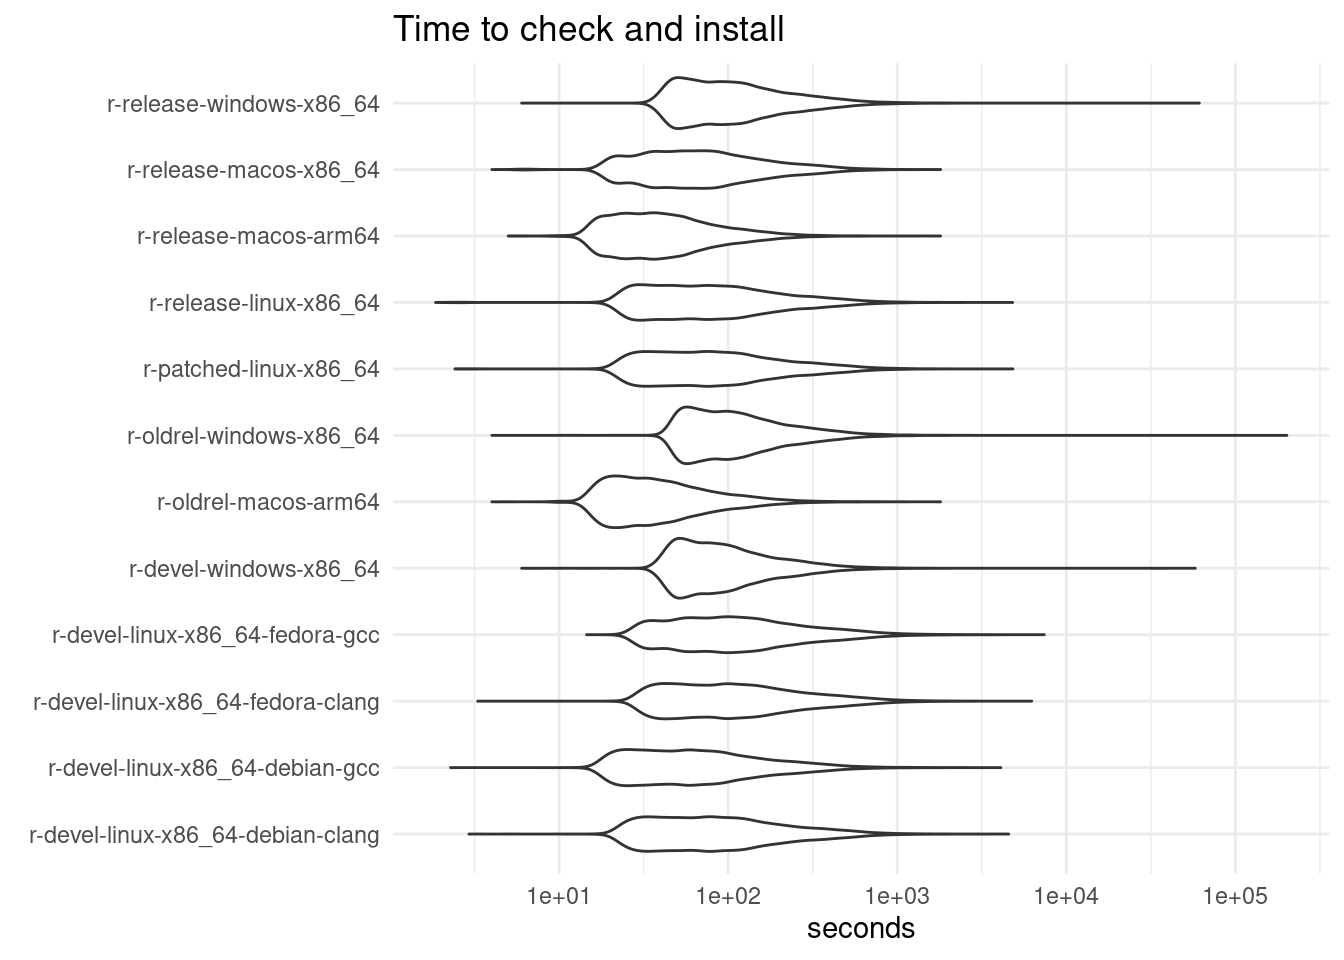 Time to check and install
r-release-windows-x86_64
r-release-macos-x86_64
r-release-macos-arm64
r-release-linux-x86_64
r-patched-linux-x86_64
r-oldrel-windows-x86_64
r-oldrel-macos-arm64
r-devel-windows-x86_64
r-devel-linux-x86_64-fedora-gcc
r-devel-linux-x86_64-fedora-clang
r-devel-linux-x86_64-debian-gcc
r-devel-linux-x86_64-debian-clang
1e+01 1e+02 1e+03 1e+04 1e+05
seconds